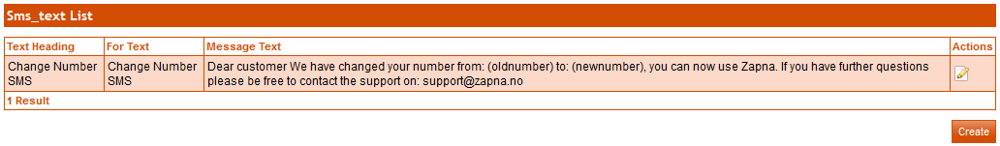 Sms_text List
Text Heading For Text Message Text Actions
Change Number SMS Change Number SMS Dear customer We have changed your number from: (oldnumber) to: (newnumber), you can now use Zapna. If you have further questions
please be free to contact the support on: support@zapna.no
1 Result
Create